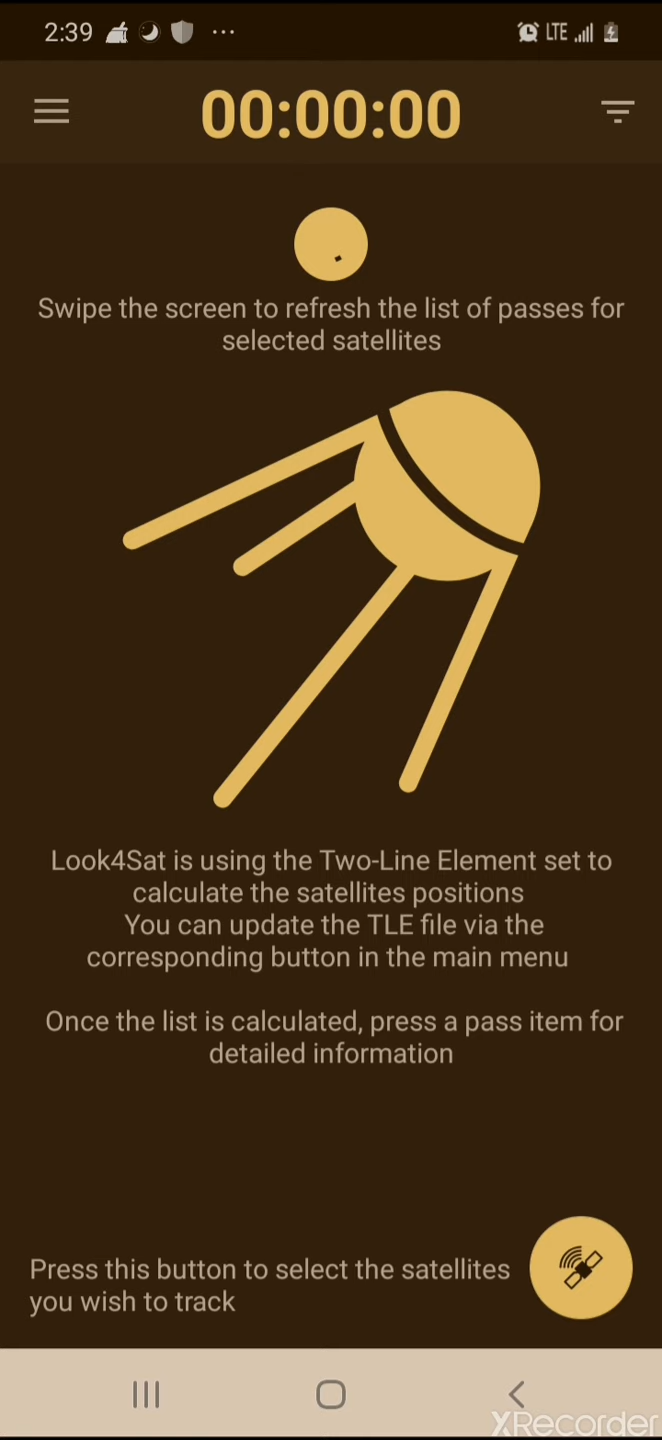 2:39
LTE
00:00:00
Swipe the screen to refresh the list of passes for
selected satellites
Look4Sat is using the Two-Line Element set to
calculate the satellites positions
You can update the TLE file via the
corresponding button in the main menu
Once the list is calculated, press a pass item for
detailed information
Press this button to select the satellites
you wish to track
XRecorder